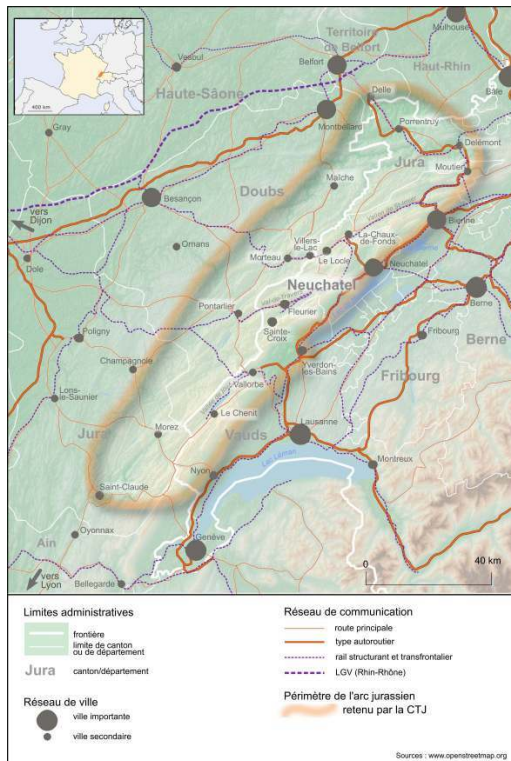 400 km
Territoire
de Belfort
Mulhouse
Haut-Rhin
Vesoul
Belfort
Bâle
Haute-Sâone
Delle
Gray
Montbéliard
Porrentruy
Delémont
Jura
Moutier
Doubs
Maîche
Besançon
vers
Dijon
Bienne
La-Chaux-
de-Fonds
Ornans
Villers-
le-Lac
Morteau
Le Locle
Neuchatel
Dole
Neuchatel
Berne
Pontarlier
Fleurier
Sainte-
Croix
Poligny
Fribourg
Berne
Yverdon-
les-Bains
Champagnole
Vallorbe
Fribourg
Lons-
le-Saunier
Le Chenit
Lausanne
Jura
Morez
Vauds
Nyon
Lac Léman
Montreux
Saint-Claude
Oyonnax
Genève
Ain
vers
Lyon
Bellegarde
0
40 km
Limites administratives
frontière
limite de canton
ou de département
Jura
canton/département
Réseau de ville
ville importante
ville secondaire
Réseau de communication
route principale
type autoroutier
rail structurant et transfrontalier
LGV (Rhin-Rhône)
Périmètre de l'arc jurassien
retenu par la CTJ
Sources : www.openstreetmap.org